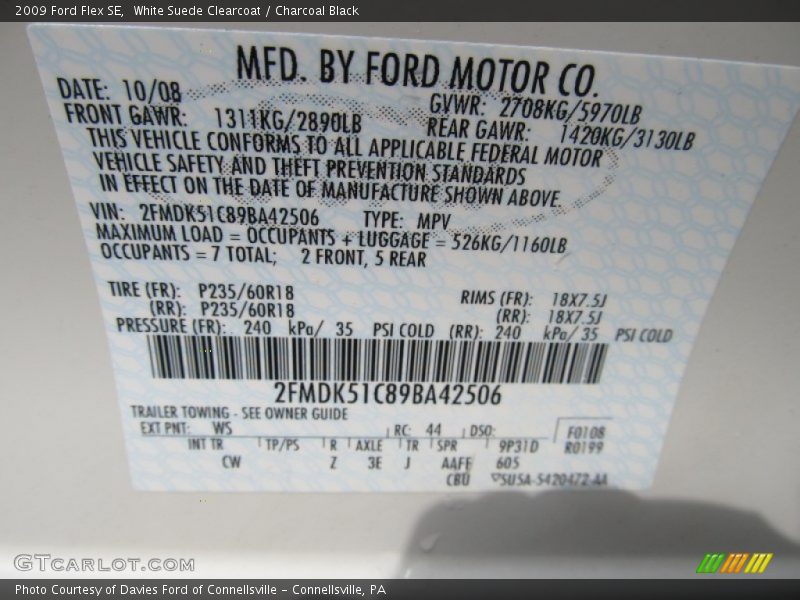 2009 Ford Flex SE,  White Suede Clearcoat / Charcoal Black
MFD. BY FORD MOTOR CO.
DATE: 10/08 GVWR: 2708KG/5970LB
FRONT GAWR: 1311KG/2890LB REAR GAWR: 1420KG/3130LB
THIS VEHICLE CONFORMS TO ALL APPLICABLE FEDERAL MOTOR
VEHICLE SAFETY AND THEFT PREVENTION STANDARDS
IN EFFECT ON THE DATE OF MANUFACTURE SHOWN ABOVE.
VIN: 2FMDK51C89BA42506 TYPE: MPV
MAXIMUM LOAD = OCCUPANTS + LUGGAGE = 526KG/1160LB
OCCUPANTS = 7 TOTAL; 2 FRONT, 5 REAR
TIRE (FR): P235/60R18 RIMS (FR): 18X7.5J
(RR): P235/60R18 (RR): 18X7.5J
PRESSURE (FR): 240 kPa/ 35 PSI COLD (RR): 240 kPa/ 35 PSI COLD
2FMDK51C89BA42506
TRAILER TOWING - SEE OWNER GUIDE
EXT PNT: WS RC: 44 DSO: F0108
INT TR TP/PS R AXLE TR SPR 9P31D R0199
CW Z 3E J AAFE 605
CBU SU5A-5420472-AA
GTCARLOT.COM
Photo Courtesy of Davies Ford of Connellsville – Connellsville, PA